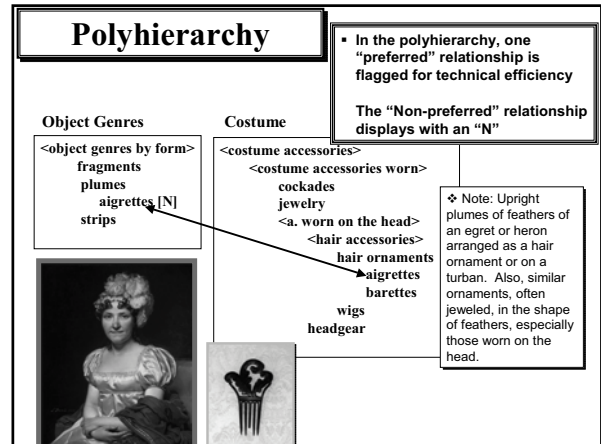 Polyhierarchy
▪ In the polyhierarchy, one
“preferred” relationship is
flagged for technical efficiency
The “Non-preferred” relationship
displays with an “N”
Object Genres
<object genres by form>
fragments
plumes
aigrettes [N]
strips
Costume
<costume accessories>
<costume accessories worn>
cockades
jewelry
<a. worn on the head>
<hair accessories>
hair ornaments
aigrettes
barettes
wigs
headgear
❖ Note: Upright
plumes of feathers of
an egret or heron
arranged as a hair
ornament or on a
turban. Also, similar
ornaments, often
jeweled, in the shape
of feathers, especially
those worn on the
head.